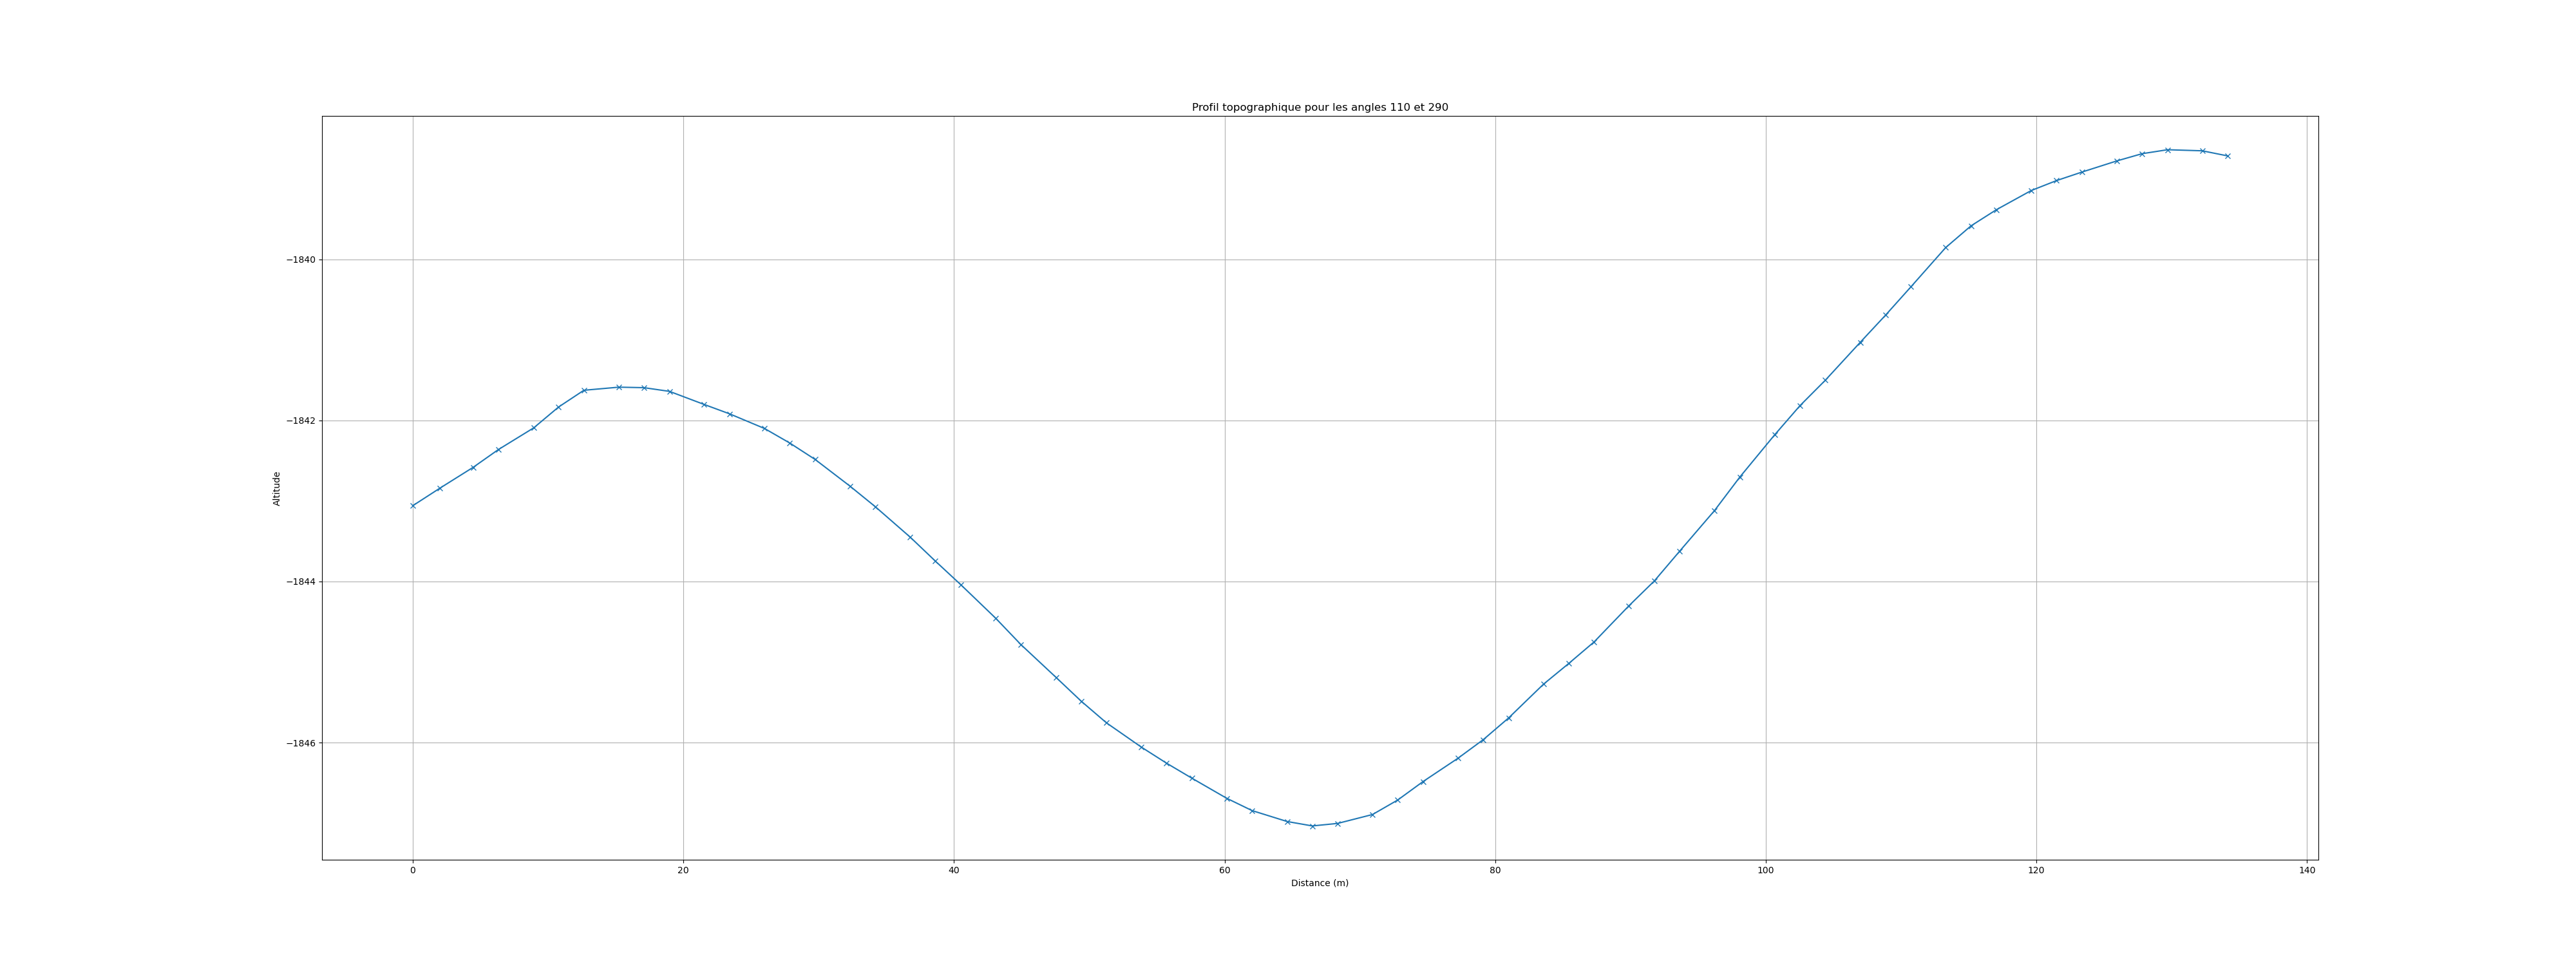 Profil topographique pour les angles 110 et 290
Altitude
−1840
−1842
−1844
−1846
0 20 40 60 80 100 120 140
Distance (m)